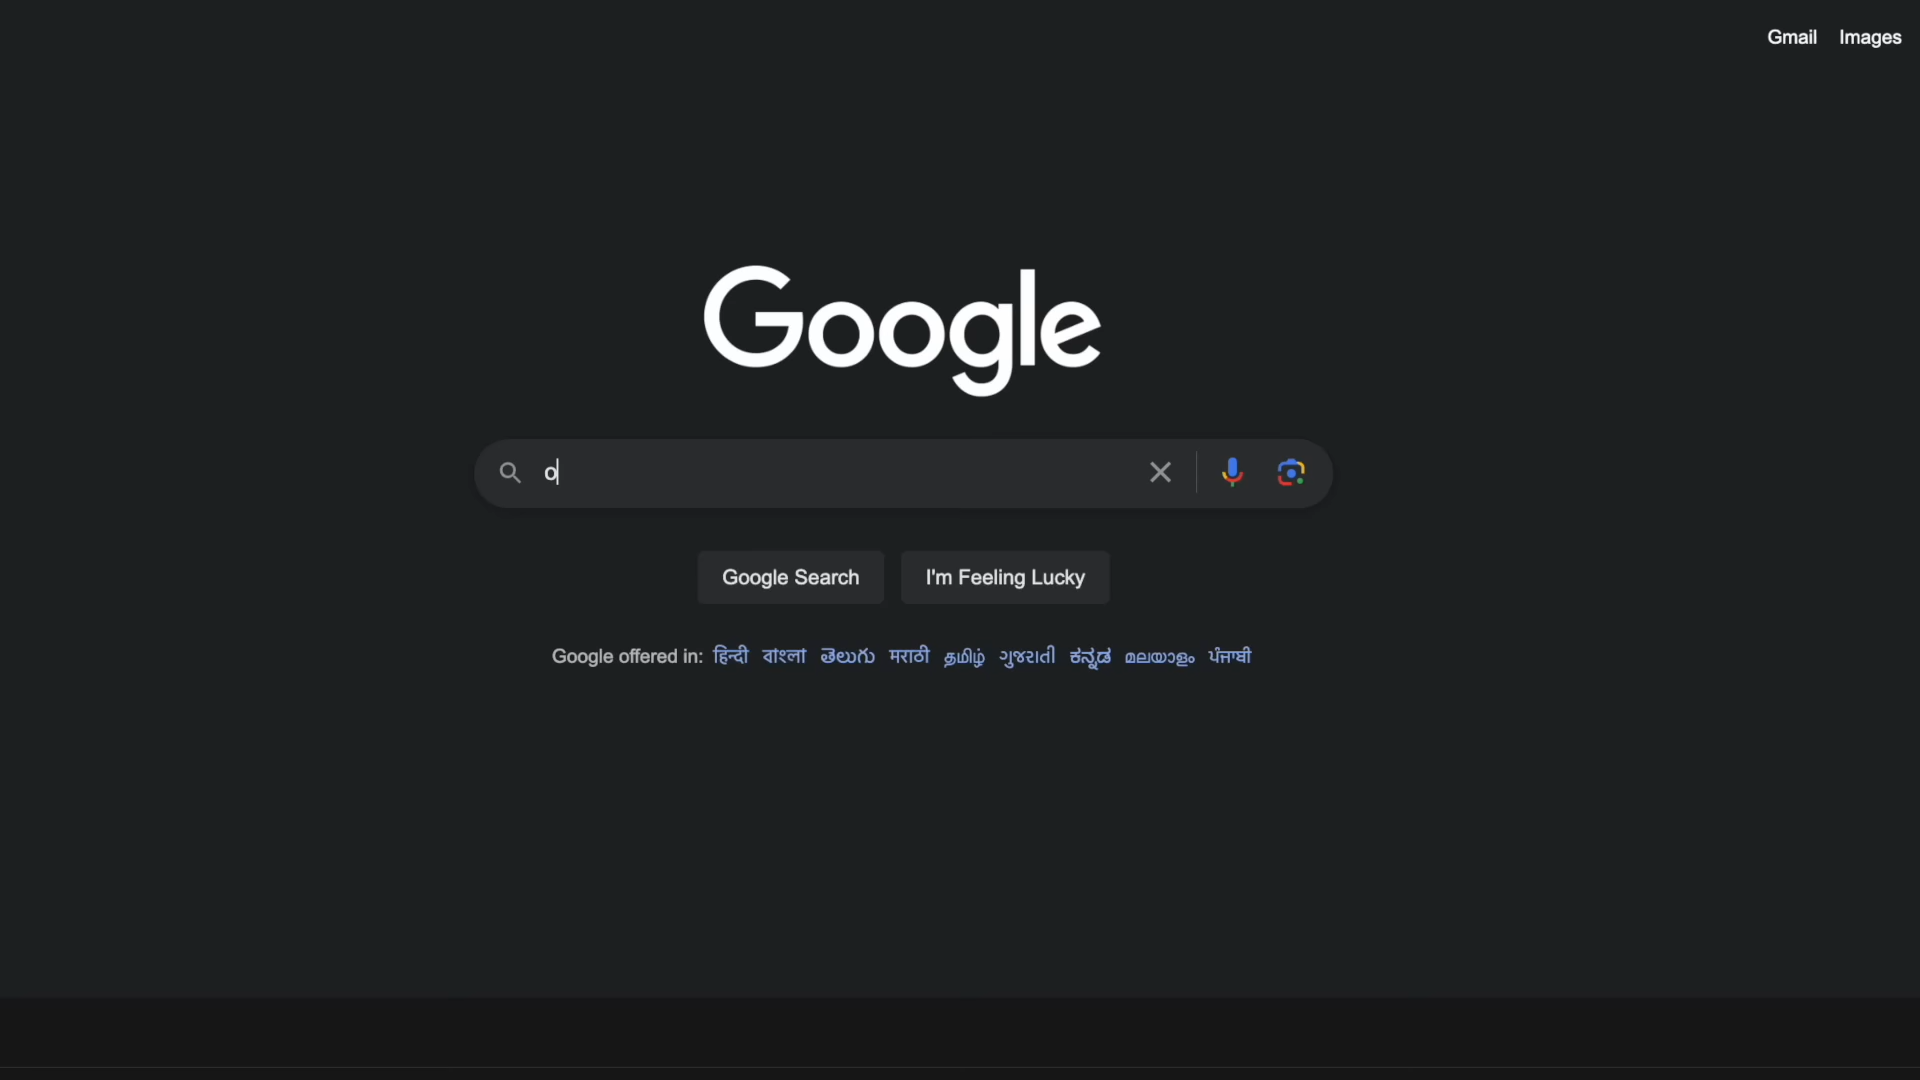 Gmail Images
Google
o
Google Search I'm Feeling Lucky
Google offered in: हिन्दी বাংলা తెలుగు मराठी தமிழ் ગુજરાતી ಕನ್ನಡ മലയാളം ਪੰਜਾਬੀ